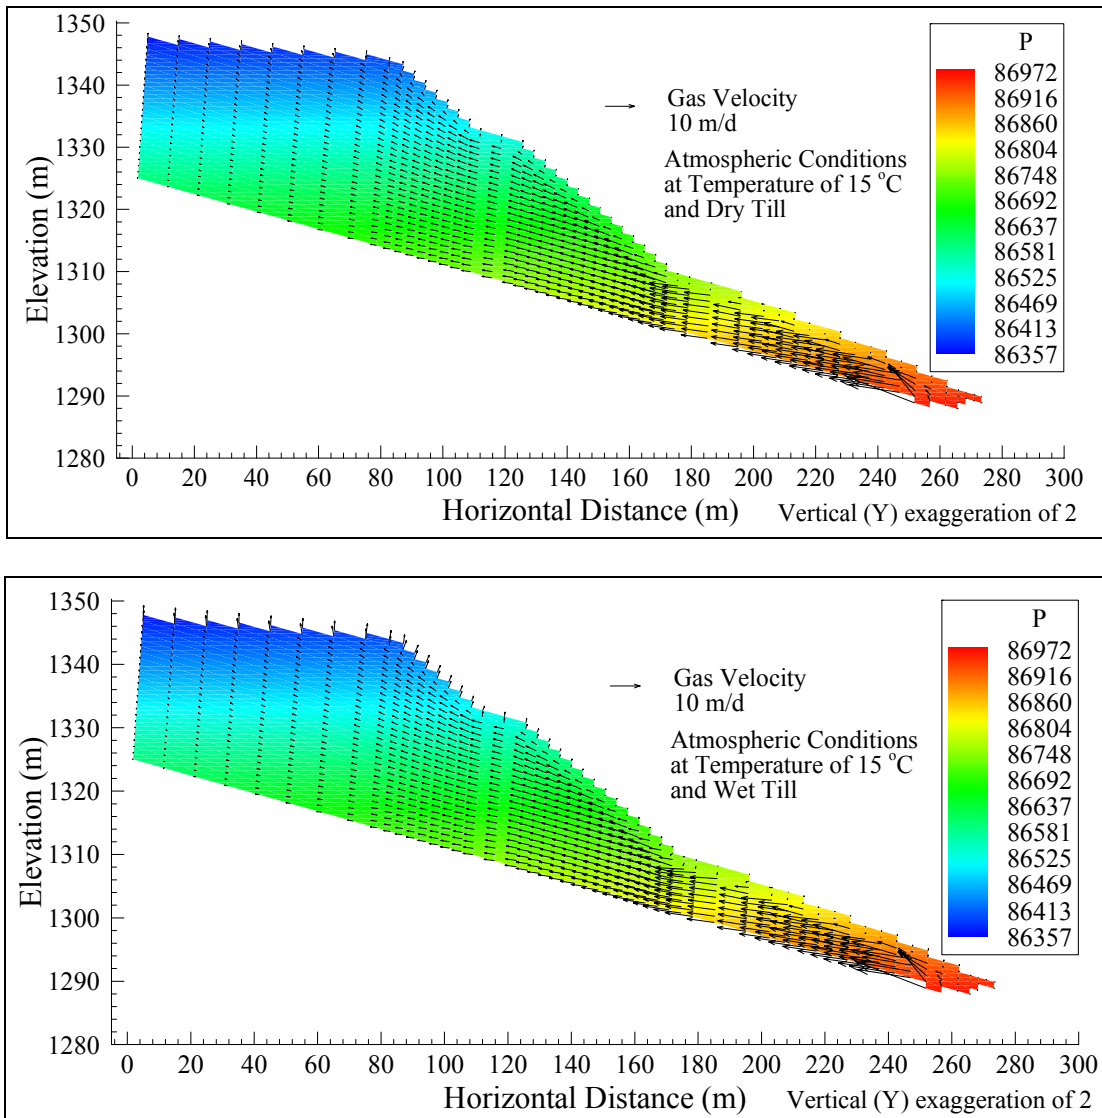 1350
1340
1330
1320
1310
1300
1290
1280
Elevation (m)
0 20 40 60 80 100 120 140 160 180 200 220 240 260 280 300
Horizontal Distance (m)
Vertical (Y) exaggeration of 2
Gas Velocity
10 m/d
Atmospheric Conditions
at Temperature of 15 °C
and Dry Till
P
86972
86916
86860
86804
86748
86692
86637
86581
86525
86469
86413
86357
1350
1340
1330
1320
1310
1300
1290
1280
Elevation (m)
0 20 40 60 80 100 120 140 160 180 200 220 240 260 280 300
Horizontal Distance (m)
Vertical (Y) exaggeration of 2
Gas Velocity
10 m/d
Atmospheric Conditions
at Temperature of 15 °C
and Wet Till
P
86972
86916
86860
86804
86748
86692
86637
86581
86525
86469
86413
86357